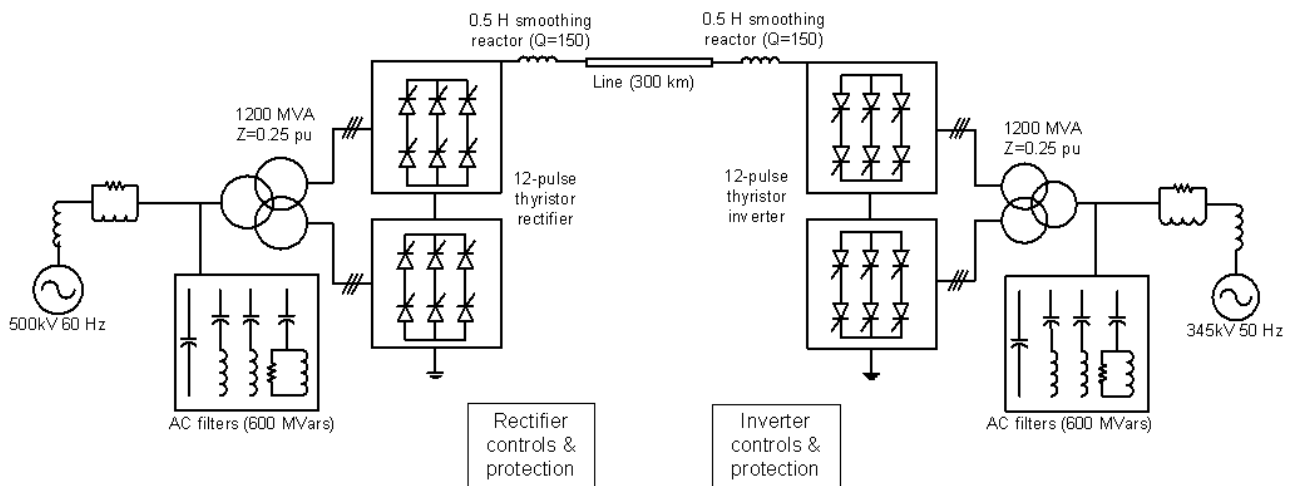 0.5 H smoothing
reactor (Q=150)
0.5 H smoothing
reactor (Q=150)
Line (300 km)
1200 MVA
Z=0.25 pu
1200 MVA
Z=0.25 pu
12-pulse
thyristor
rectifier
12-pulse
thyristor
inverter
500kV 60 Hz
345kV 50 Hz
AC filters (600 MVars)
AC filters (600 MVars)
Rectifier
controls &
protection
Inverter
controls &
protection